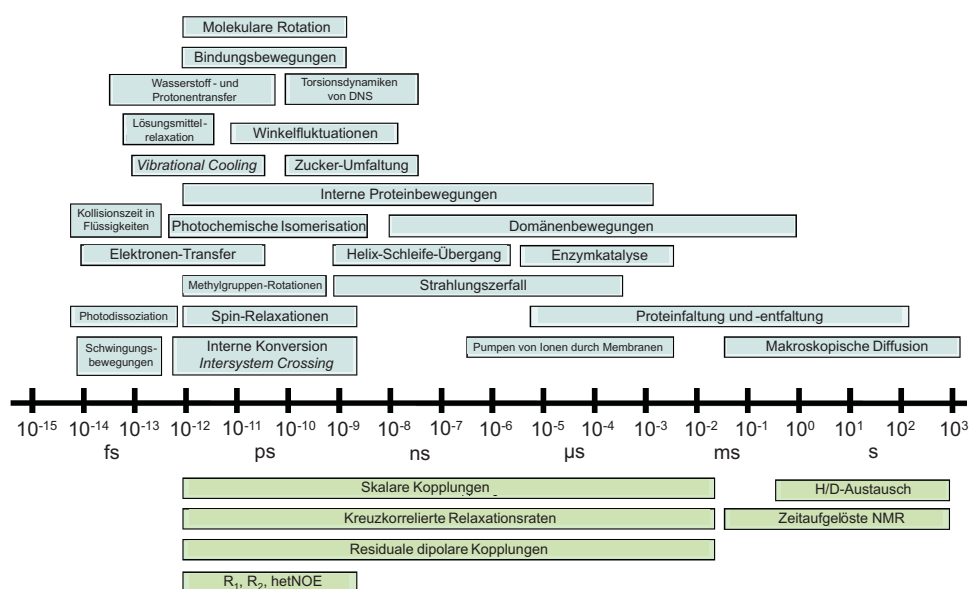 Molekulare Rotation
Bindungsbewegungen
Wasserstoff - und
Protonentransfer
Torsionsdynamiken
von DNS
Lösungsmittel-
relaxation
Winkelfluktuationen
Vibrational Cooling
Zucker-Umfaltung
Interne Proteinbewegungen
Kollisionszeit in
Flüssigkeiten
Photochemische Isomerisation
Domänenbewegungen
Elektronen-Transfer
Helix-Schleife-Übergang
Enzymkatalyse
Methylgruppen-Rotationen
Strahlungszerfall
Photodissoziation
Spin-Relaxationen
Proteinfaltung und -entfaltung
Schwingungs-
bewegungen
Interne Konversion
Intersystem Crossing
Pumpen von Ionen durch Membranen
Makroskopische Diffusion
10-15 10-14 10-13 10-12 10-11 10-10 10-9 10-8 10-7 10-6 10-5 10-4 10-3 10-2 10-1 100 101 102 103
fs ps ns µs ms s
Skalare Kopplungen
H/D-Austausch
Kreuzkorrelierte Relaxationsraten
Zeitaufgelöste NMR
Residuale dipolare Kopplungen
R1, R2, hetNOE